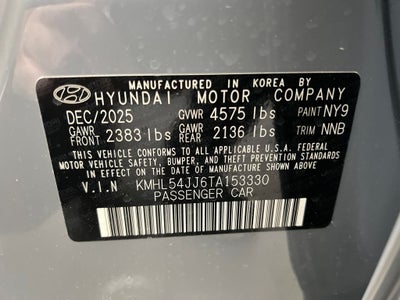 MANUFACTURED IN KOREA BY
HYUNDAI MOTOR COMPANY
DEC/2025 GVWR 4575 lbs PAINT NY9
GAWR FRONT 2383 lbs GAWR REAR 2136 lbs TRIM NNB
THIS VEHICLE CONFORMS TO ALL APPLICABLE U.S.A FEDERAL
MOTOR VEHICLE SAFETY, BUMPER, AND THEFT PREVENTION
STANDARDS IN EFFECT ON THE DATE OF MANUFACTURE SHOWN ABOVE.
V.I.N KMHL54JJ6TA153330
PASSENGER CAR